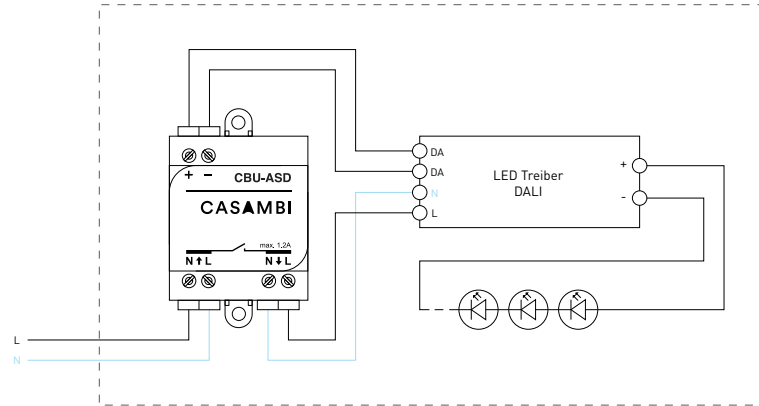 + −
CBU-ASD
CASAMBI
max. 1,2A
N↑L
N↓L
L
N
DA
DA
N
L
LED Treiber
DALI
+
-